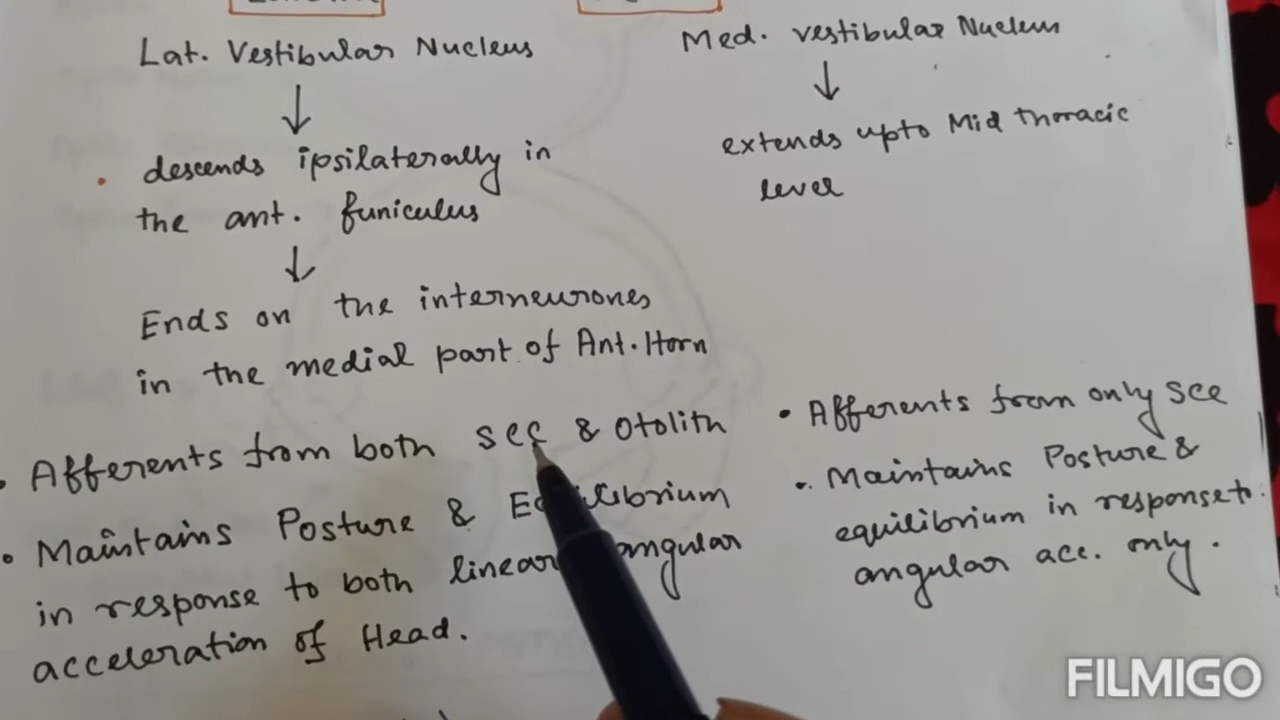 Lat. Vestibular Nucleus
↓
. descends ipsilaterally in
the ant. funiculus
↓
Ends on the interneurones
in the medial part of Ant. Horn
. Afferents from both SCC & Otolith
. Maintains Posture & Equilibrium
in response to both linear angular
acceleration of Head.
Med. vestibular Nucleus
↓
extends upto Mid thoracic
level
• Afferents from only SCC
. Maintains Posture &
equilibrium in response to
angular acc. only.
FILMIGO